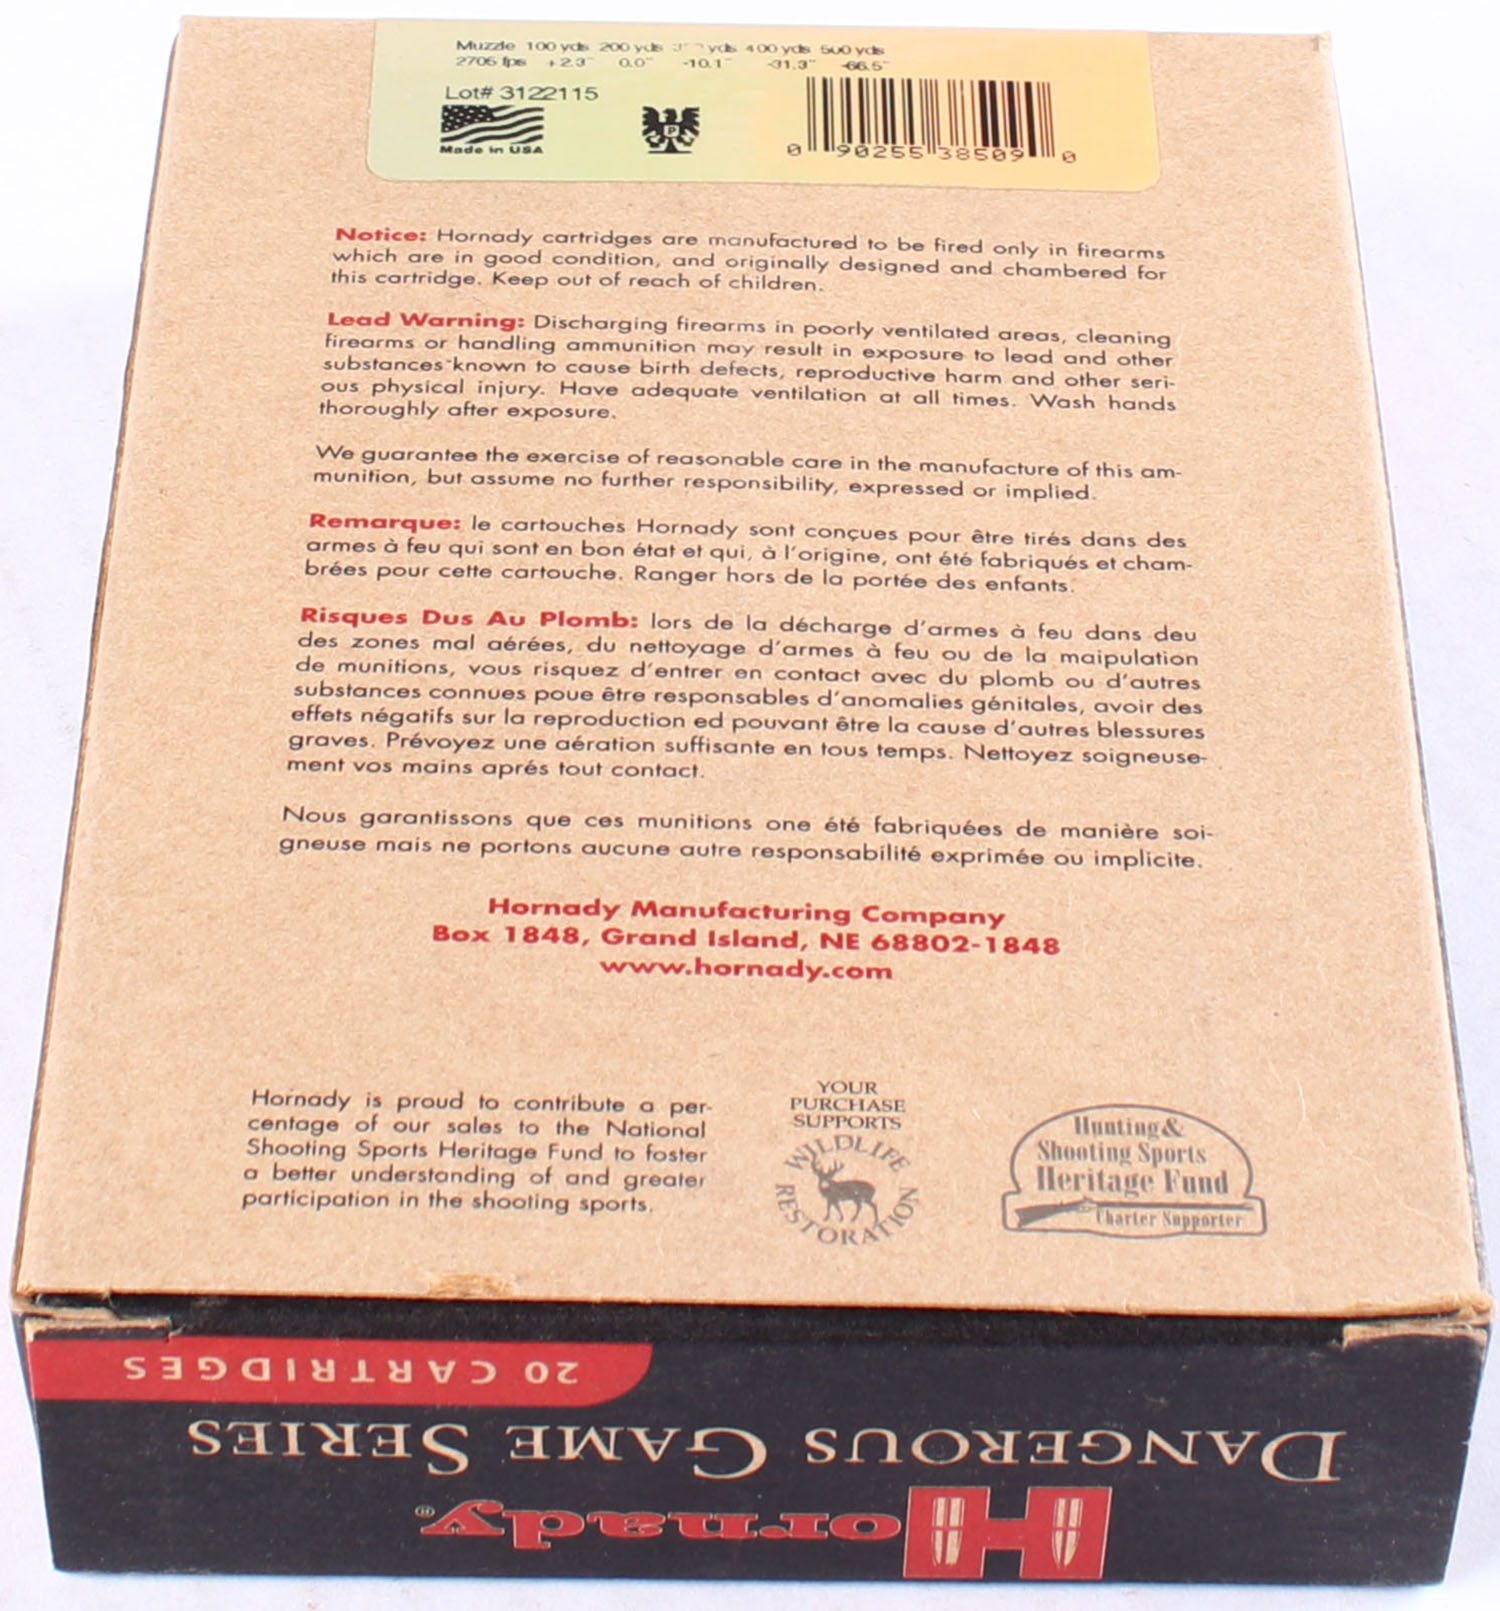 Muzzle 100 yds 200 yds yds 400 yds 500 yds
2705 fps +2.3" 0.0" -10.1" -31.3" -66.5"
Lot# 3122115
Made in USA
P
0 90255 38509 0
Notice: Hornady cartridges are manufactured to be fired only in firearms
which are in good condition, and originally designed and chambered for
this cartridge. Keep out of reach of children.
Lead Warning: Discharging firearms in poorly ventilated areas, cleaning
firearms or handling ammunition may result in exposure to lead and other
substances known to cause birth defects, reproductive harm and other seri-
ous physical injury. Have adequate ventilation at all times. Wash hands
thoroughly after exposure.
We guarantee the exercise of reasonable care in the manufacture of this am-
munition, but assume no further responsibility, expressed or implied.
Remarque: le cartouches Hornady sont conçues pour être tirés dans des
armes à feu qui sont en bon état et qui, à l'origine, ont été fabriqués et cham-
brées pour cette cartouche. Ranger hors de la portée des enfants.
Risques Dus Au Plomb: lors de la décharge d'armes à feu dans deu
des zones mal aérées, du nettoyage d'armes à feu ou de la maipulation
de munitions, vous risquez d'entrer en contact avec du plomb ou d'autres
substances connues poue être responsables d'anomalies génitales, avoir des
effets négatifs sur la reproduction ed pouvant être la cause d'autres blessures
graves. Prévoyez une aération suffisante en tous temps. Nettoyez soigneuse-
ment vos mains aprés tout contact.
Nous garantissons que ces munitions one été fabriquées de manière soi-
gneuse mais ne portons aucune autre responsabilité exprimée ou implicite.
Hornady Manufacturing Company
Box 1848, Grand Island, NE 68802-1848
www.hornady.com
Hornady is proud to contribute a per-
centage of our sales to the National
Shooting Sports Heritage Fund to foster
a better understanding of and greater
participation in the shooting sports.
YOUR
PURCHASE
SUPPORTS
WILDLIFE
RESTORATION
Hunting &
Shooting Sports
Heritage Fund
Charter Supporter
20 CARTRIDGES
DANGEROUS GAME SERIES
Hornady®